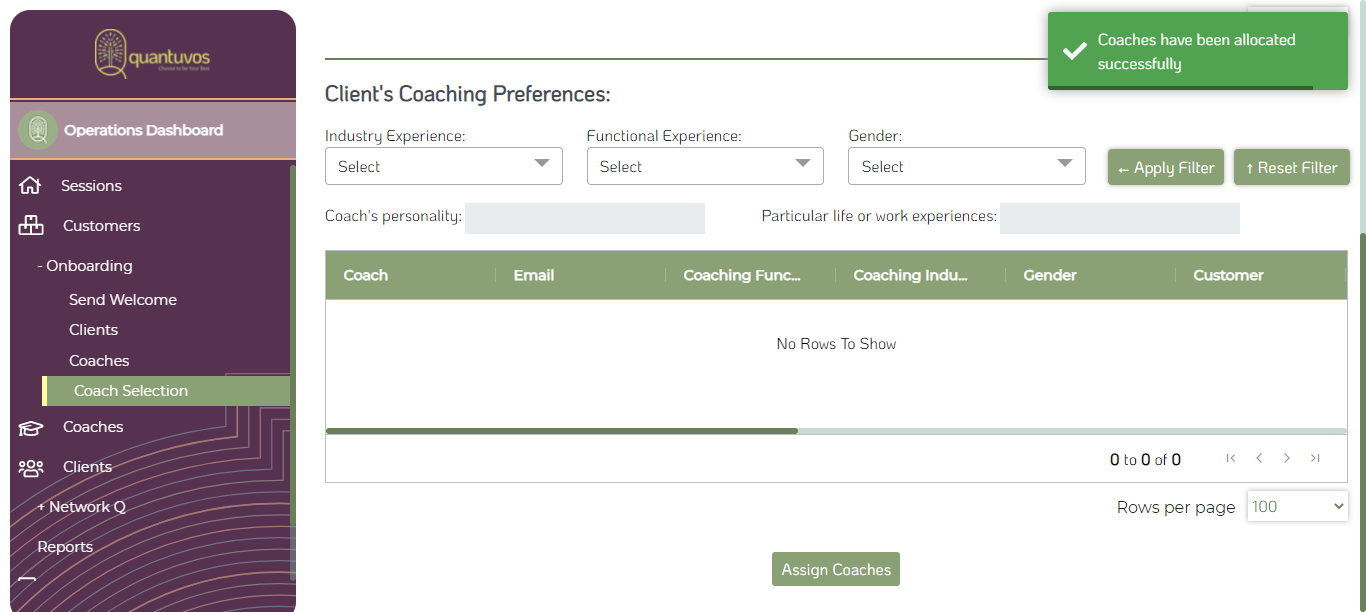 quantuvos
Choose to be Your Best
Operations Dashboard
Sessions
Customers
- Onboarding
Send Welcome
Clients
Coaches
Coach Selection
Coaches
Clients
+ Network Q
Reports
Coaches have been allocated
successfully
Client's Coaching Preferences:
Industry Experience: Functional Experience: Gender:
Select Select Select ← Apply Filter ↑ Reset Filter
Coach's personality: Particular life or work experiences:
Coach Email Coaching Func... Coaching Indu... Gender Customer
No Rows To Show
0 to 0 of 0
Rows per page 100
Assign Coaches